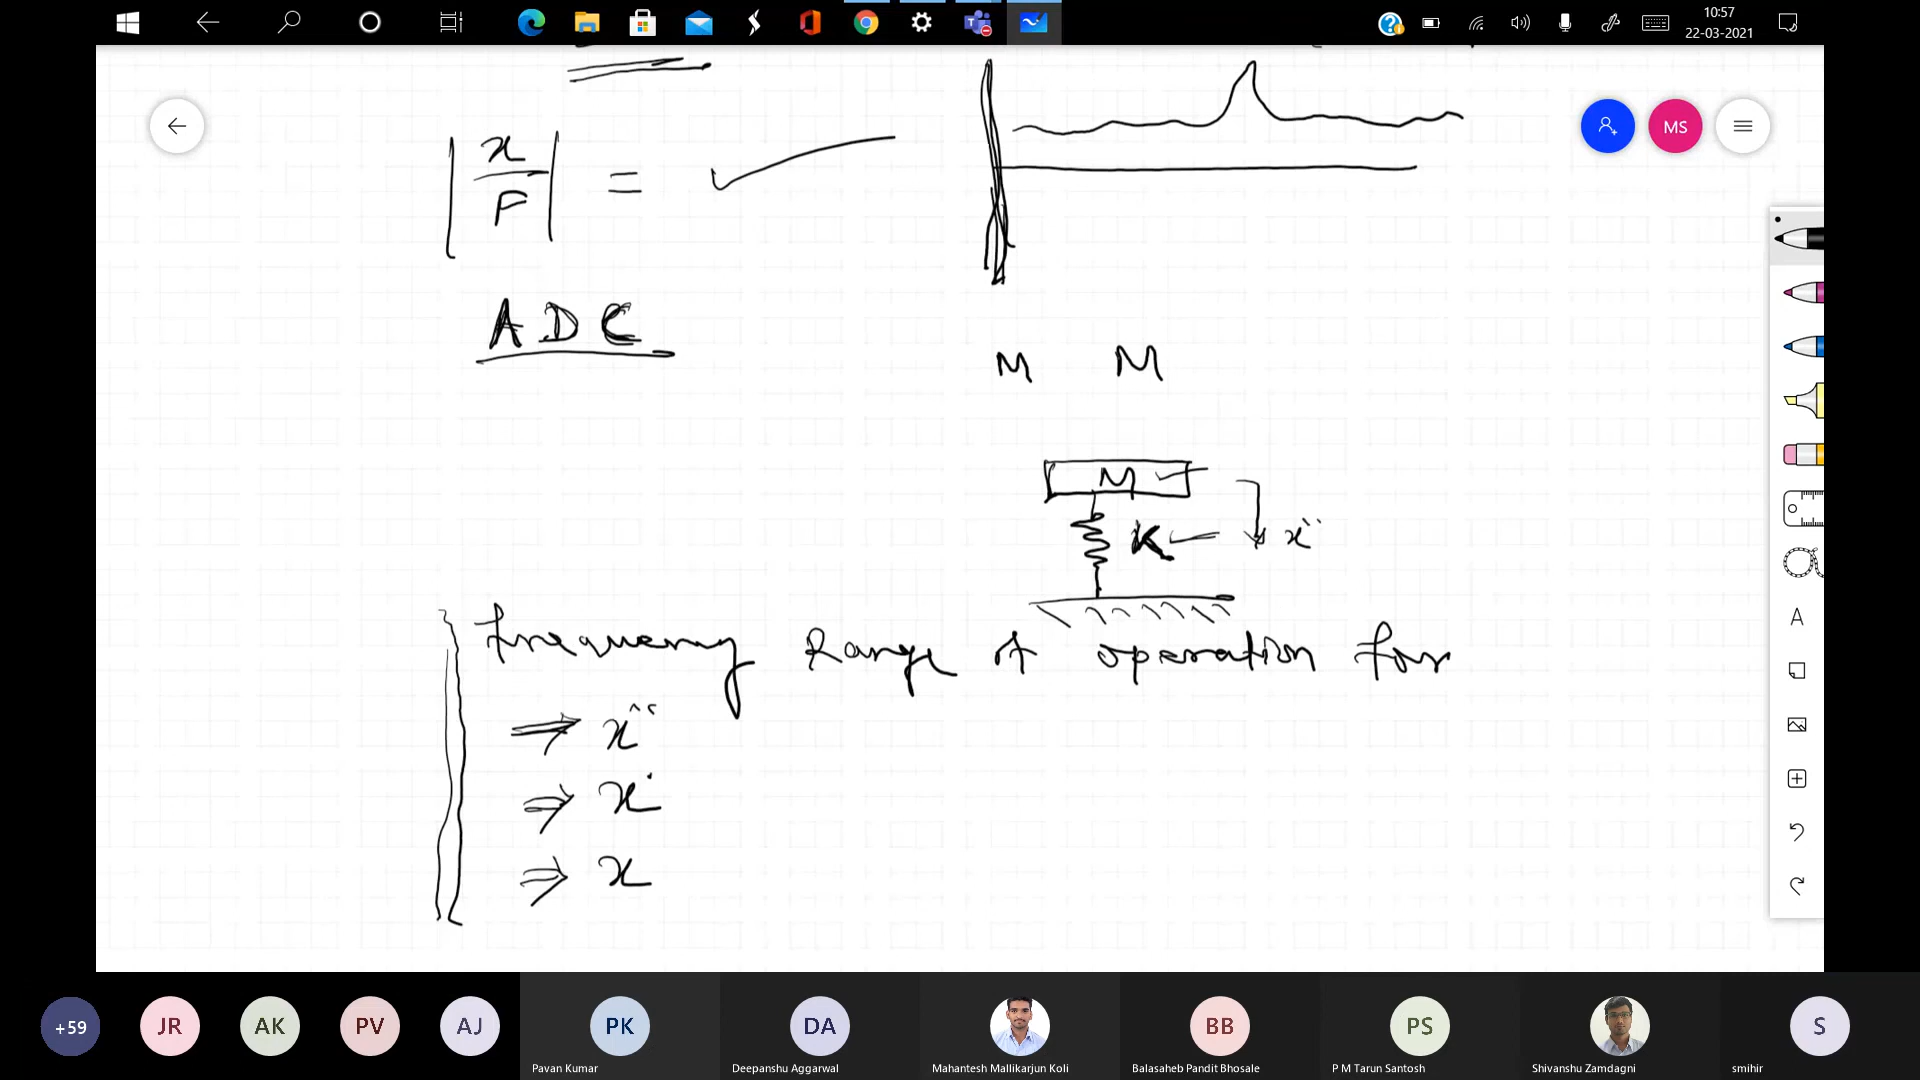 10:57
22-03-2021
MS
x
F
=
ADC
M M
M
K
ẍ
frequency Range of operation for
⇒ ẍ
⇒ ẋ
⇒ x
A
+59
JR
AK
PV
AJ
PK
DA
BB
PS
S
Pavan Kumar
Deepanshu Aggarwal
Mahantesh Mallikarjun Koli
Balasaheb Pandit Bhosale
P M Tarun Santosh
Shivanshu Zamdagni
smihir